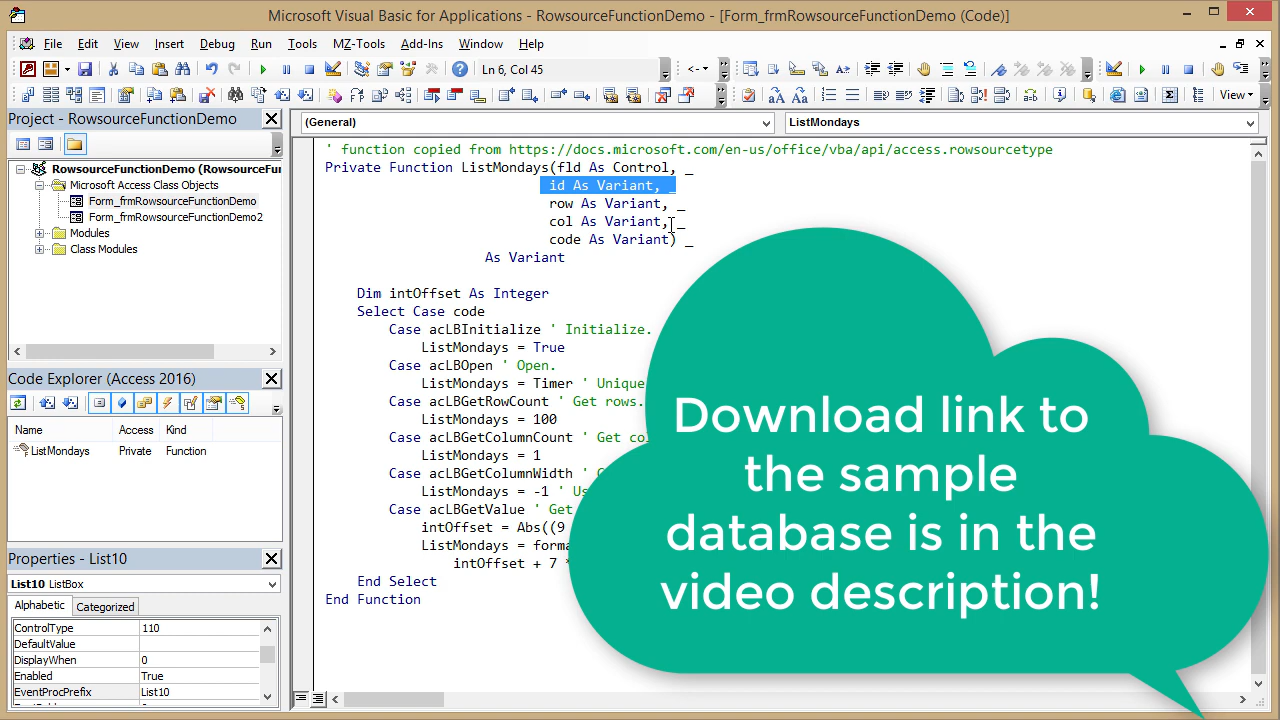 Microsoft Visual Basic for Applications - RowsourceFunctionDemo - [Form_frmRowsourceFunctionDemo (Code)]
File Edit View Insert Debug Run Tools MZ-Tools Add-Ins Window Help
Ln 6, Col 45
View
Project - RowsourceFunctionDemo
RowsourceFunctionDemo (RowsourceFu
Microsoft Access Class Objects
Form_frmRowsourceFunctionDemo
Form_frmRowsourceFunctionDemo2
Modules
Class Modules
Code Explorer (Access 2016)
Name Access Kind
ListMondays Private Function
Properties - List10
List10 ListBox
Alphabetic Categorized
ControlType 110
DefaultValue
DisplayWhen 0
Enabled True
EventProcPrefix List10
(General) ListMondays
' function copied from https://docs.microsoft.com/en-us/office/vba/api/access.rowsourcetype
Private Function ListMondays(fld As Control, _
id As Variant, _
row As Variant, _
col As Variant, _
code As Variant) _
As Variant
Dim intOffset As Integer
Select Case code
Case acLBInitialize ' Initialize.
ListMondays = True
Case acLBOpen ' Open.
ListMondays = Timer ' Unique
Case acLBGetRowCount ' Get rows.
ListMondays = 100
Case acLBGetColumnCount ' Get co
ListMondays = 1
Case acLBGetColumnWidth '
ListMondays = -1 ' Us
Case acLBGetValue ' Get
intOffset = Abs((9
ListMondays = forma
intOffset + 7 *
End Select
End Function
Download link to
the sample
database is in the
video description!